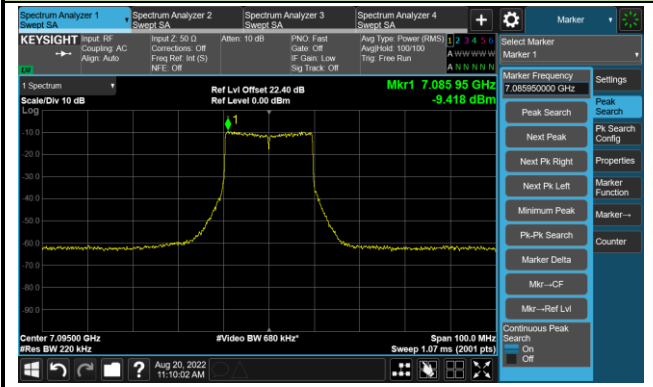 Spectrum Analyzer 1
Swept SA
Spectrum Analyzer 2
Swept SA
Spectrum Analyzer 3
Swept SA
Spectrum Analyzer 4
Swept SA
+
Marker
KEYSIGHT
Input: RF
Coupling: AC
Align: Auto
Input Z: 50 Ω
Corrections: Off
Freq Ref: Int (S)
NFE: Off
Atten: 10 dB
PNO: Fast
Gate: Off
IF Gain: Low
Sig Track: Off
Avg Type: Power (RMS)
Avg|Hold: 100/100
Trig: Free Run
1 2 3 4 5 6
A W W W W W
A N N N N N
Select Marker
Marker 1
1 Spectrum
Scale/Div 10 dB
Log
Ref Lvl Offset 22.40 dB
Ref Level 0.00 dBm
Mkr1 7.085 95 GHz
-9.418 dBm
1
-10.0
-20.0
-30.0
-40.0
-50.0
-60.0
-70.0
-80.0
-90.0
Center 7.09500 GHz
#Res BW 220 kHz
#Video BW 680 kHz*
Span 100.0 MHz
Sweep 1.07 ms (2001 pts)
Marker Frequency
7.085950000 GHz
Peak Search
Next Peak
Next Pk Right
Next Pk Left
Minimum Peak
Pk-Pk Search
Marker Delta
Mkr→CF
Mkr→Ref Lvl
Continuous Peak
Search
On
Off
Settings
Peak
Search
Pk Search
Config
Properties
Marker
Function
Marker→
Counter
?
Aug 20, 2022
11:10:02 AM